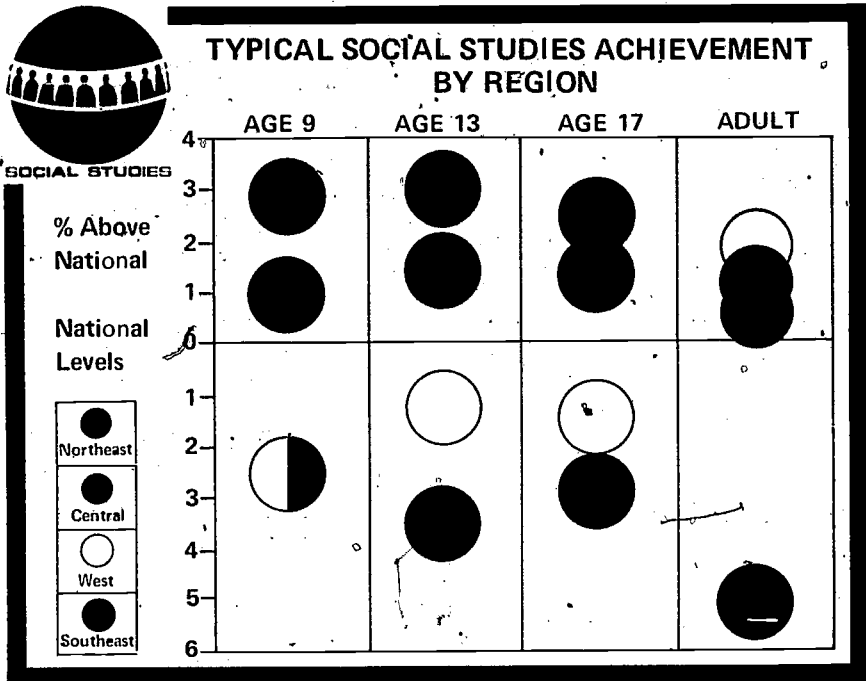 TYPICAL SOCIAL STUDIES ACHIEVEMENT
BY REGION
SOCIAL STUDIES
AGE 9 AGE 13 AGE 17 ADULT
4
3
% Above
2
National
1
National
0
Levels
1
Northeast
2
3
Central
4
West
5
Southeast
6